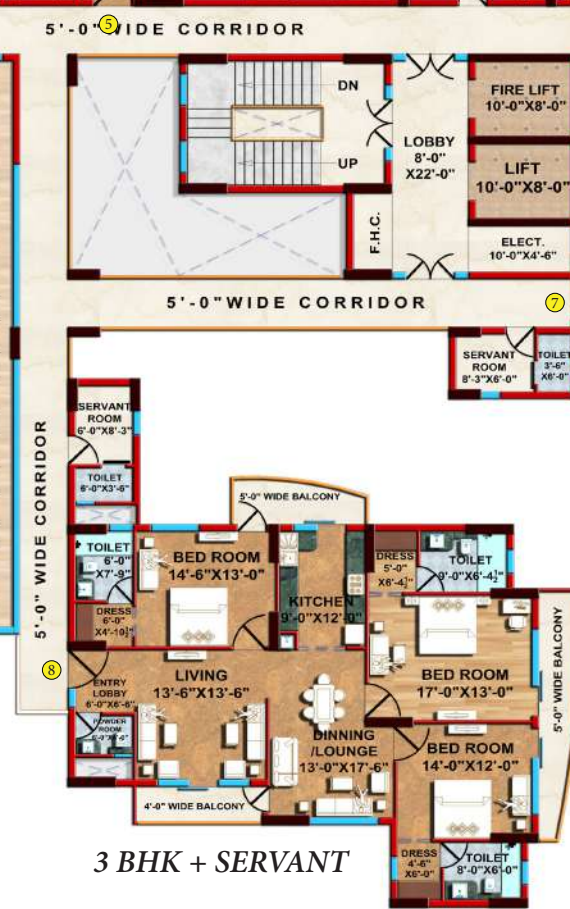 5
5'-0" WIDE CORRIDOR
DN
UP
LOBBY
8'-0"
X22'-0"
FIRE LIFT
10'-0"X8'-0"
LIFT
10'-0"X8'-0"
F.H.C.
ELECT.
10'-0"X4'-6"
5'-0"WIDE CORRIDOR
7
SERVANT
ROOM
8'-3"X6'-0"
TOILET
3'-6"
X6'-0"
SERVANT
ROOM
6'-0"X8'-3"
TOILET
6'-0"X3'-6"
5'-0" WIDE CORRIDOR
5'-0" WIDE BALCONY
TOILET
6'-0"
X7'-9"
BED ROOM
14'-6"X13'-0"
KITCHEN
9'-0"X12'-0"
DRESS
5'-0"
X6'-4½"
TOILET
9'-0"X6'-4½"
DRESS
6'-0"
X4'-10½"
8
ENTRY
LOBBY
6'-0"X6'-6"
LIVING
13'-6"X13'-6"
BED ROOM
17'-0"X13'-0"
5'-0" WIDE BALCONY
POWDER
ROOM
DINNING
/LOUNGE
13'-0"X17'-6"
BED ROOM
14'-0"X12'-0"
4'-0" WIDE BALCONY
DRESS
4'-6"
X6'-0"
TOILET
8'-0"X6'-0"
3 BHK + SERVANT